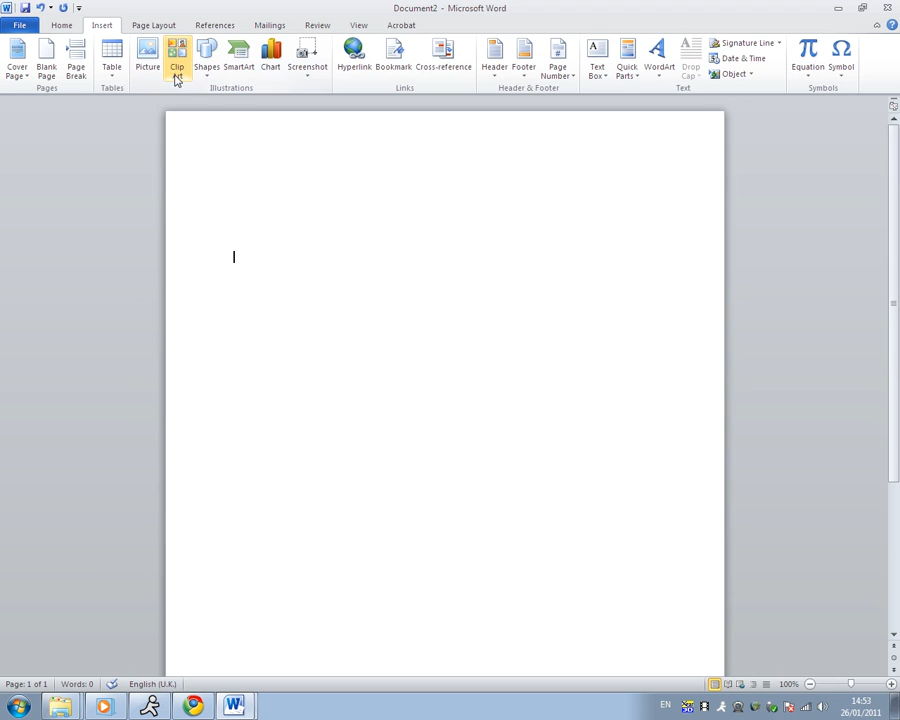 Document2 - Microsoft Word
File Home Insert Page Layout References Mailings Review View Acrobat
Cover Page Blank Page Page Break Table Picture Clip Art Shapes SmartArt Chart Screenshot Hyperlink Bookmark Cross-reference Header Footer Page Number Text Box Quick Parts WordArt Drop Cap Signature Line Date & Time Object Equation Symbol
Pages Tables Illustrations Links Header & Footer Text Symbols
Page: 1 of 1 Words: 0 English (U.K.) 100%
EN 14:53
26/01/2011